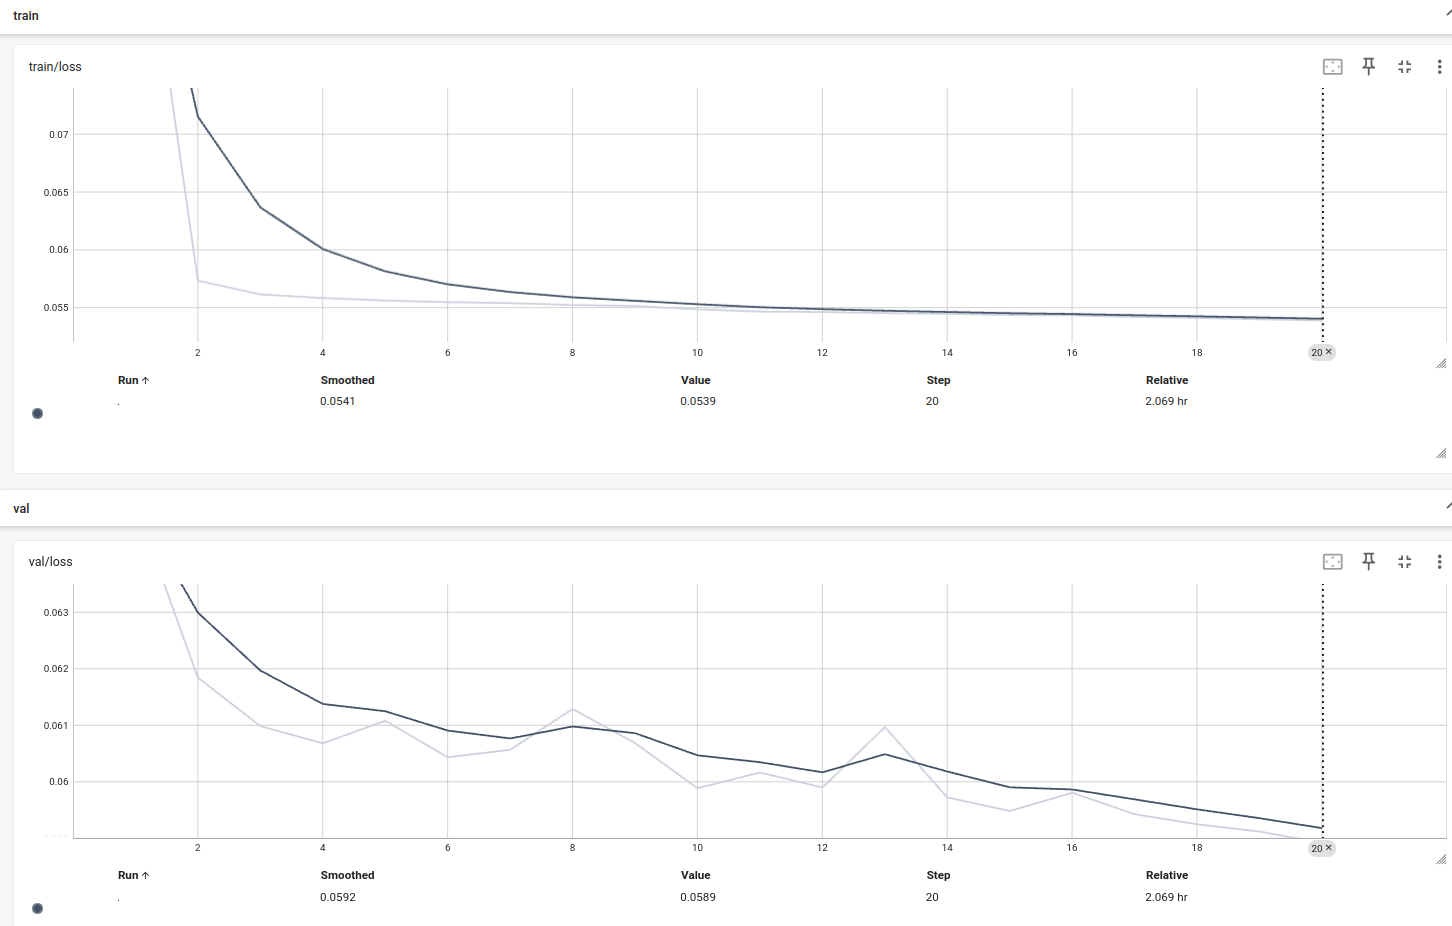 train
train/loss
0.07
0.065
0.06
0.055
2 4 6 8 10 12 14 16 18 20 ×
Run ↑ Smoothed Value Step Relative
. 0.0541 0.0539 20 2.069 hr
val
val/loss
0.063
0.062
0.061
0.06
2 4 6 8 10 12 14 16 18 20 ×
Run ↑ Smoothed Value Step Relative
. 0.0592 0.0589 20 2.069 hr